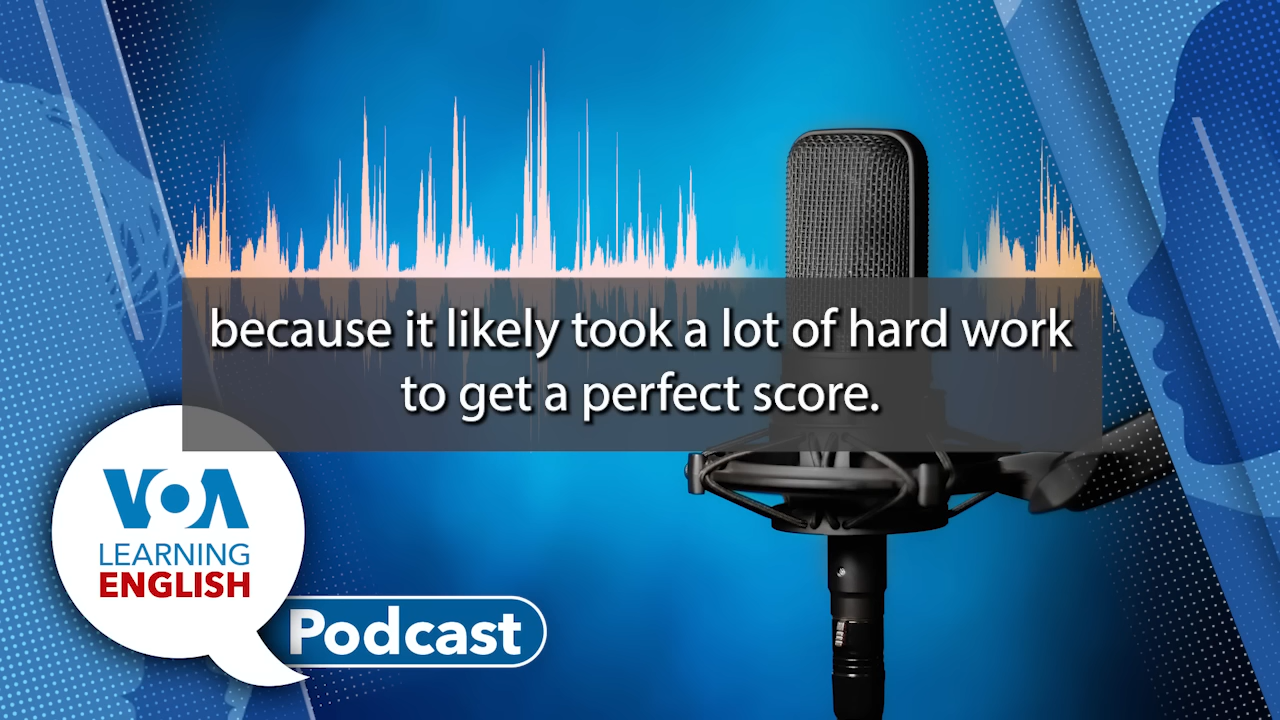 because it likely took a lot of hard work
to get a perfect score.
VOA
LEARNING
ENGLISH
Podcast